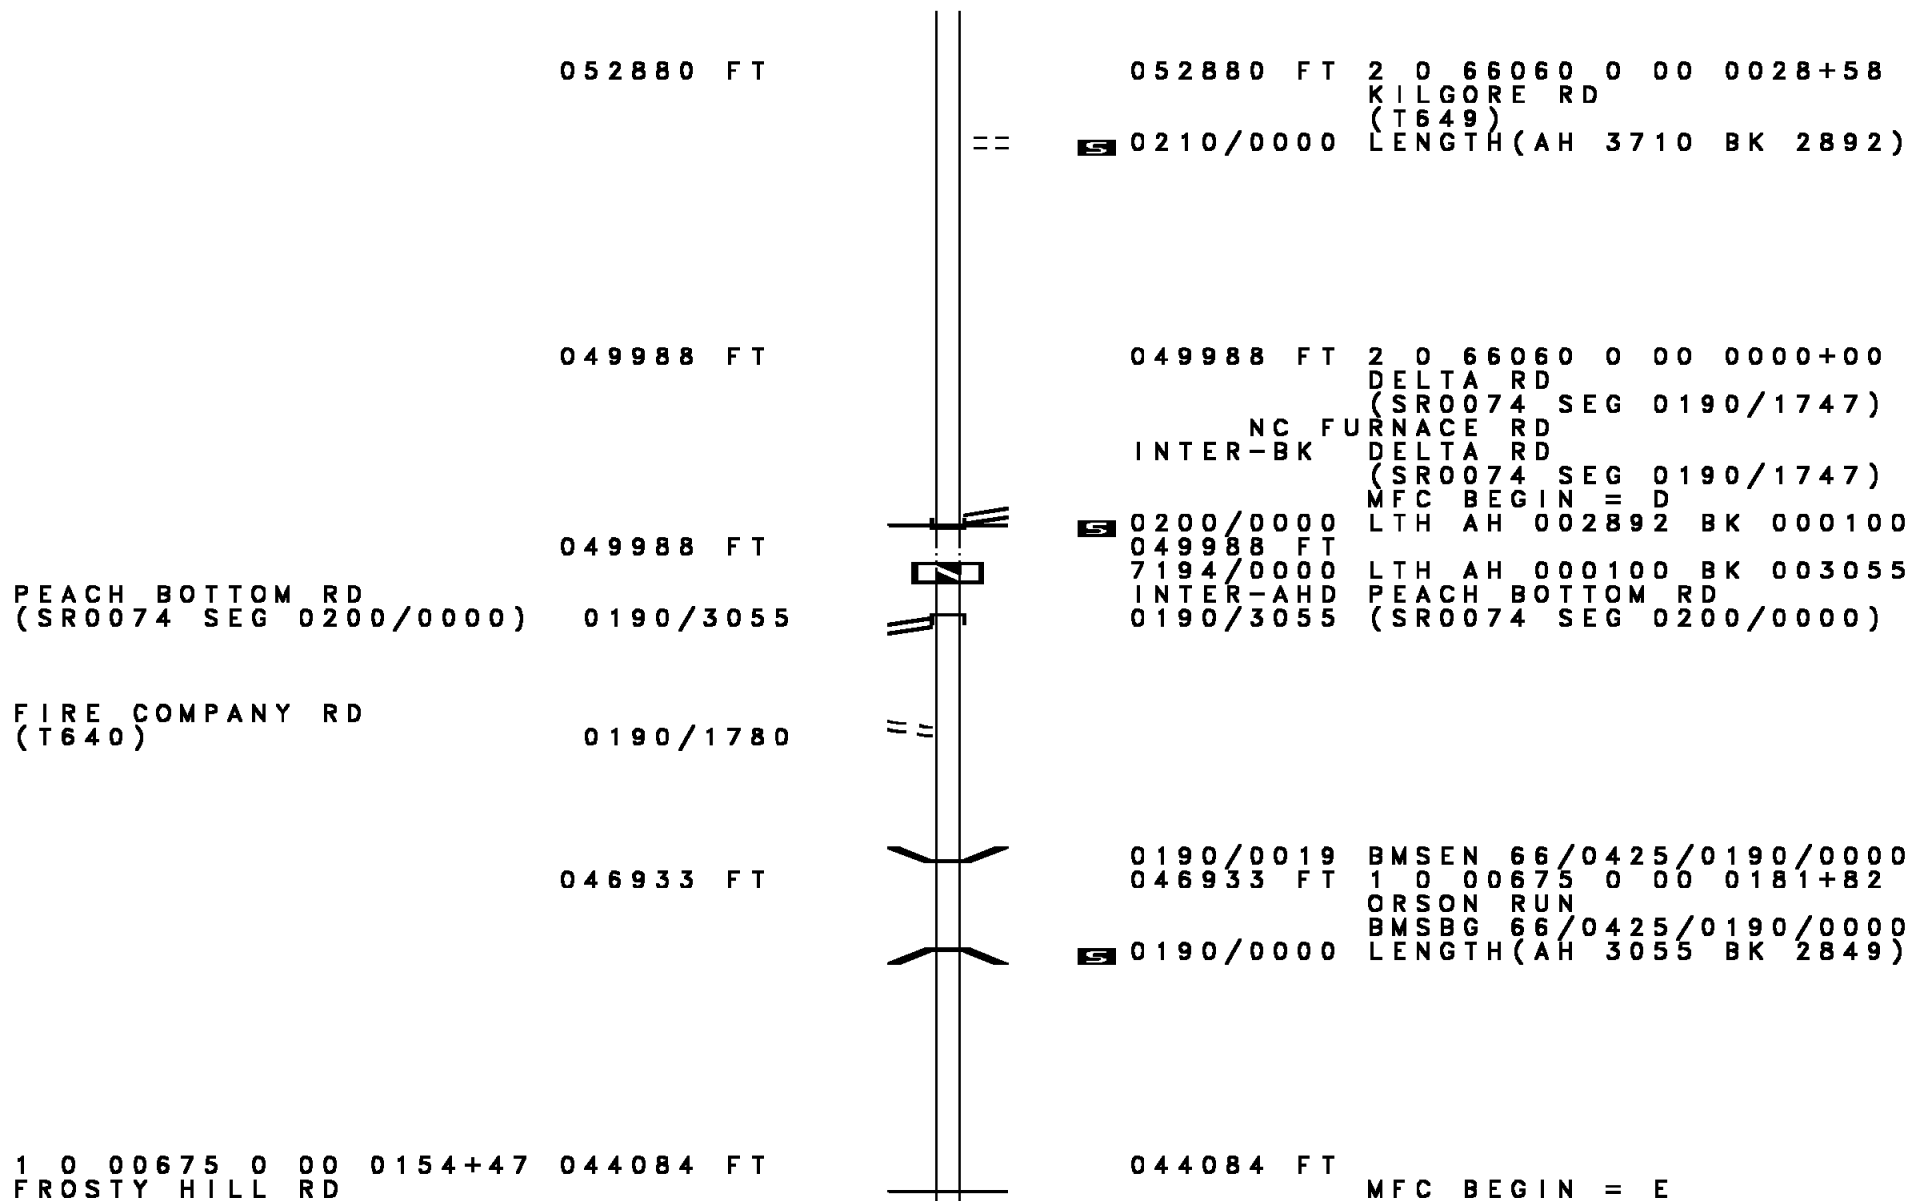 052880 FT 052880 FT 2 0 66060 0 00 0028+58
KILGORE RD
(T649)
S 0210/0000 LENGTH(AH 3710 BK 2892)
049988 FT 049988 FT 2 0 66060 0 00 0000+00
DELTA RD
(SR0074 SEG 0190/1747)
NC FURNACE RD
INTER-BK DELTA RD
(SR0074 SEG 0190/1747)
MFC BEGIN = D
S 0200/0000 LTH AH 002892 BK 000100
049988 FT 049988 FT
7194/0000 LTH AH 000100 BK 003055
PEACH BOTTOM RD INTER-AHD PEACH BOTTOM RD
(SR0074 SEG 0200/0000) 0190/3055 0190/3055 (SR0074 SEG 0200/0000)
FIRE COMPANY RD
(T640) 0190/1780
0190/0019 BMSEN 66/0425/0190/0000
046933 FT 046933 FT 1 0 00675 0 00 0181+82
ORSON RUN
BMSBG 66/0425/0190/0000
S 0190/0000 LENGTH(AH 3055 BK 2849)
1 0 00675 0 00 0154+47 044084 FT 044084 FT
FROSTY HILL RD MFC BEGIN = E